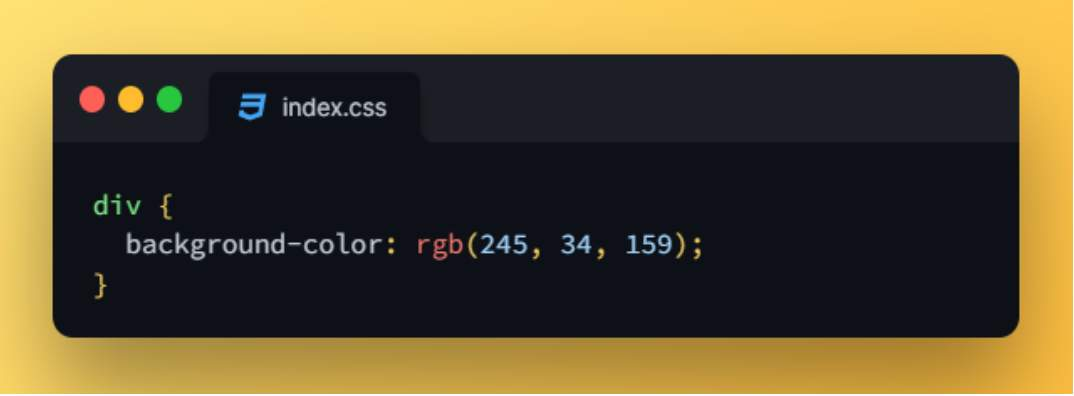 index.css
div {
  background-color: rgb(245, 34, 159);
}